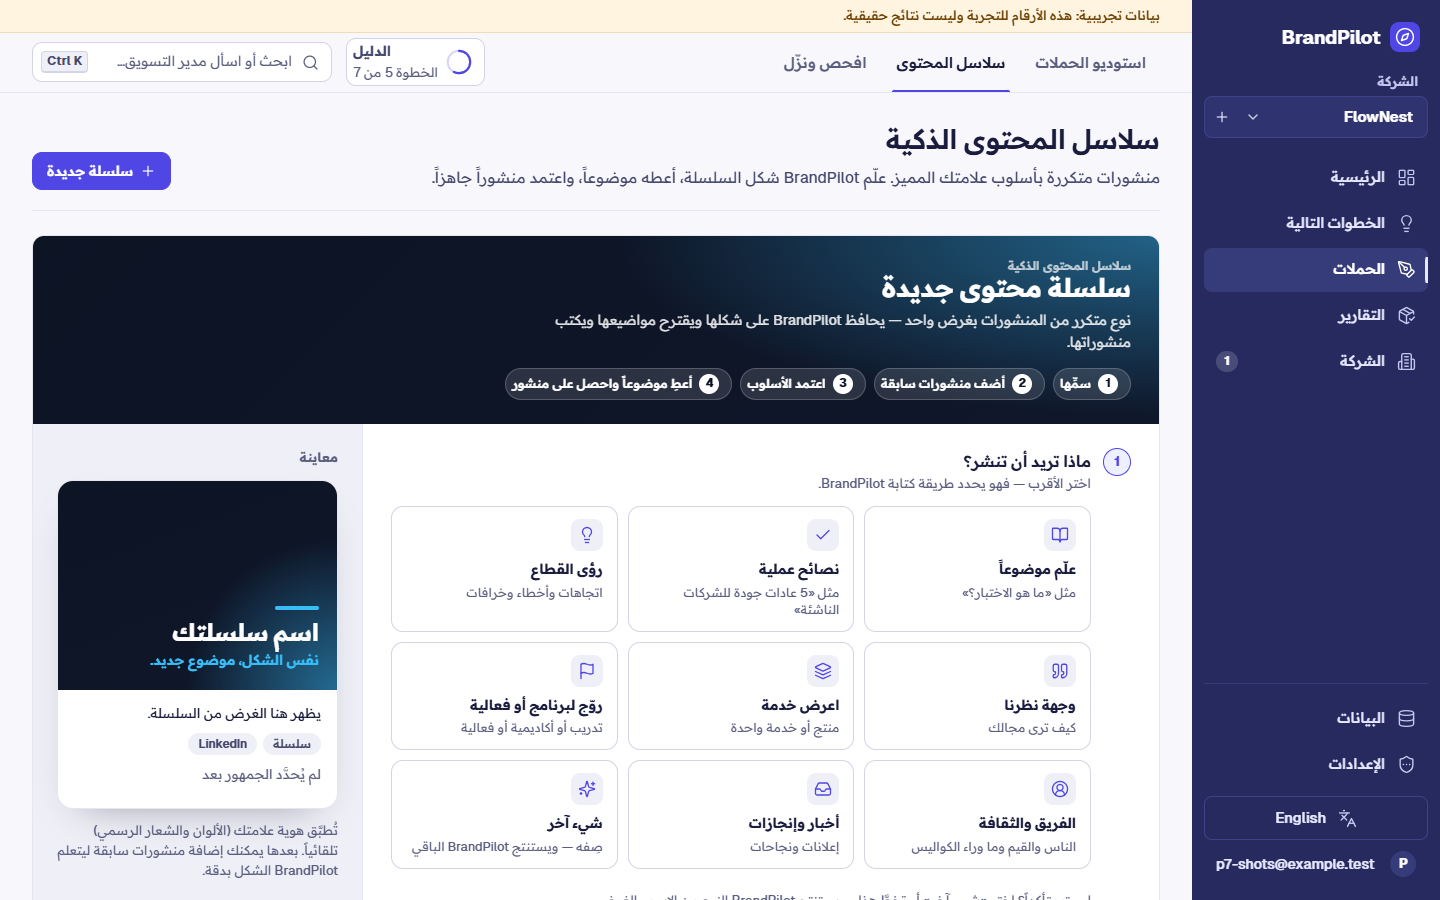 بيانات تجريبية: هذه الأرقام للتجربة وليست نتائج حقيقية.
BrandPilot
الشركة
FlowNest
الرئيسية
الخطوات التالية
الحملات
التقارير
الشركة
1
البيانات
الإعدادات
English
P
p7-shots@example.test
استوديو الحملات
سلاسل المحتوى
افحص ونزّل
الدليل
الخطوة 5 من 7
ابحث أو اسأل مدير التسويق...
Ctrl K
سلاسل المحتوى الذكية
منشورات متكررة بأسلوب علامتك المميز. علّم BrandPilot شكل السلسلة، أعطه موضوعاً، واعتمد منشوراً جاهزاً.
سلسلة جديدة
سلاسل المحتوى الذكية
سلسلة محتوى جديدة
نوع متكرر من المنشورات بغرض واحد — يحافظ BrandPilot على شكلها ويقترح مواضيعها ويكتب
منشوراتها.
1 سمّها
2 أضف منشورات سابقة
3 اعتمد الأسلوب
4 أعطِ موضوعاً واحصل على منشور
1
ماذا تريد أن تنشر؟
اختر الأقرب — فهو يحدد طريقة كتابة BrandPilot.
علّم موضوعاً
مثل «ما هو الاختبار؟»
نصائح عملية
مثل «5 عادات جودة للشركات
الناشئة»
رؤى القطاع
اتجاهات وأخطاء وخرافات
وجهة نظرنا
كيف ترى مجالك
اعرض خدمة
منتج أو خدمة واحدة
روّج لبرنامج أو فعالية
تدريب أو أكاديمية أو فعالية
الفريق والثقافة
الناس والقيم وما وراء الكواليس
أخبار وإنجازات
إعلانات ونجاحات
شيء آخر
صِفه — ويستنتج BrandPilot الباقي
معاينة
اسم سلسلتك
نفس الشكل، موضوع جديد.
يظهر هنا الغرض من السلسلة.
سلسلة
LinkedIn
لم يُحدَّد الجمهور بعد
تُطبَّق هوية علامتك (الألوان والشعار الرسمي)
تلقائياً. بعدها يمكنك إضافة منشورات سابقة ليتعلم
BrandPilot الشكل بدقة.